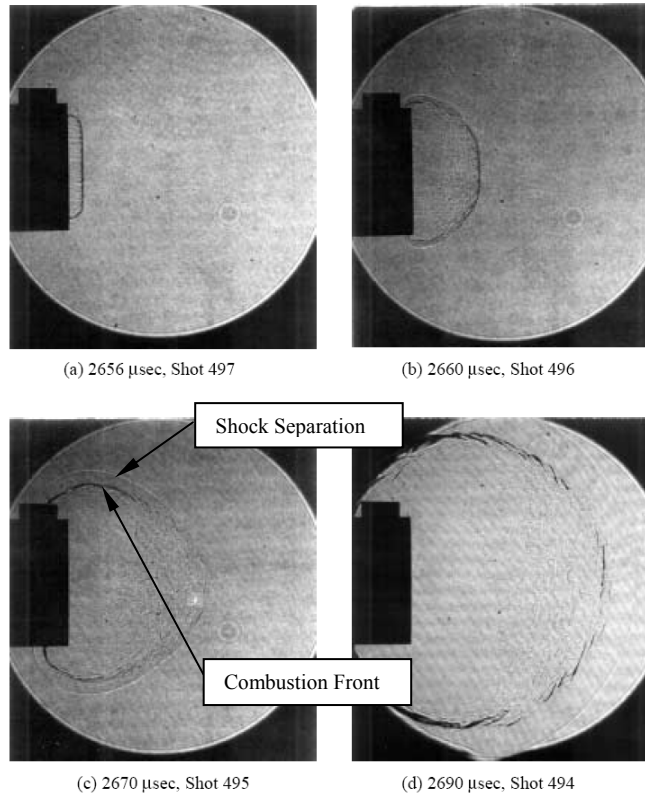 (a) 2656 µsec, Shot 497
(b) 2660 µsec, Shot 496
Shock Separation
Combustion Front
(c) 2670 µsec, Shot 495
(d) 2690 µsec, Shot 494